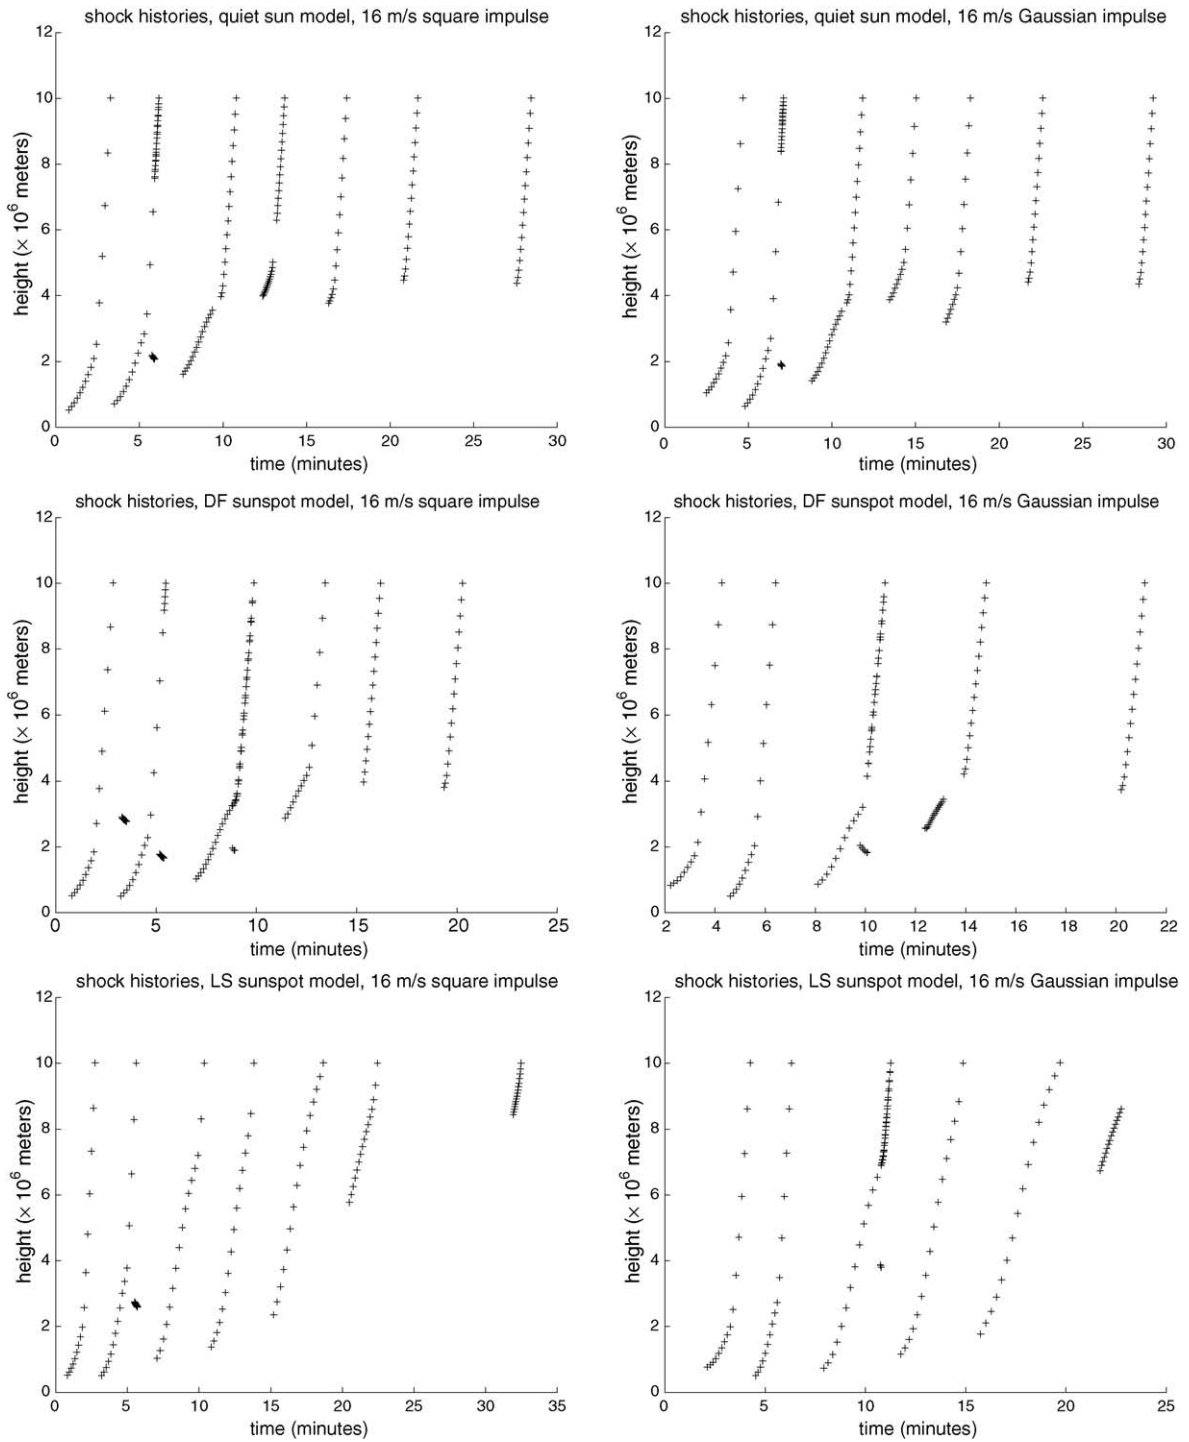 shock histories, quiet sun model, 16 m/s square impulse
12
10
8
6
4
2
0
height (× 10⁶ meters)
0 5 10 15 20 25 30
time (minutes)
shock histories, quiet sun model, 16 m/s Gaussian impulse
12
10
8
6
4
2
0
height (× 10⁶ meters)
0 5 10 15 20 25 30
time (minutes)
shock histories, DF sunspot model, 16 m/s square impulse
12
10
8
6
4
2
0
height (× 10⁶ meters)
0 5 10 15 20 25
time (minutes)
shock histories, DF sunspot model, 16 m/s Gaussian impulse
12
10
8
6
4
2
0
height (× 10⁶ meters)
2 4 6 8 10 12 14 16 18 20 22
time (minutes)
shock histories, LS sunspot model, 16 m/s square impulse
12
10
8
6
4
2
0
height (× 10⁶ meters)
0 5 10 15 20 25 30 35
time (minutes)
shock histories, LS sunspot model, 16 m/s Gaussian impulse
12
10
8
6
4
2
0
height (× 10⁶ meters)
0 5 10 15 20 25
time (minutes)